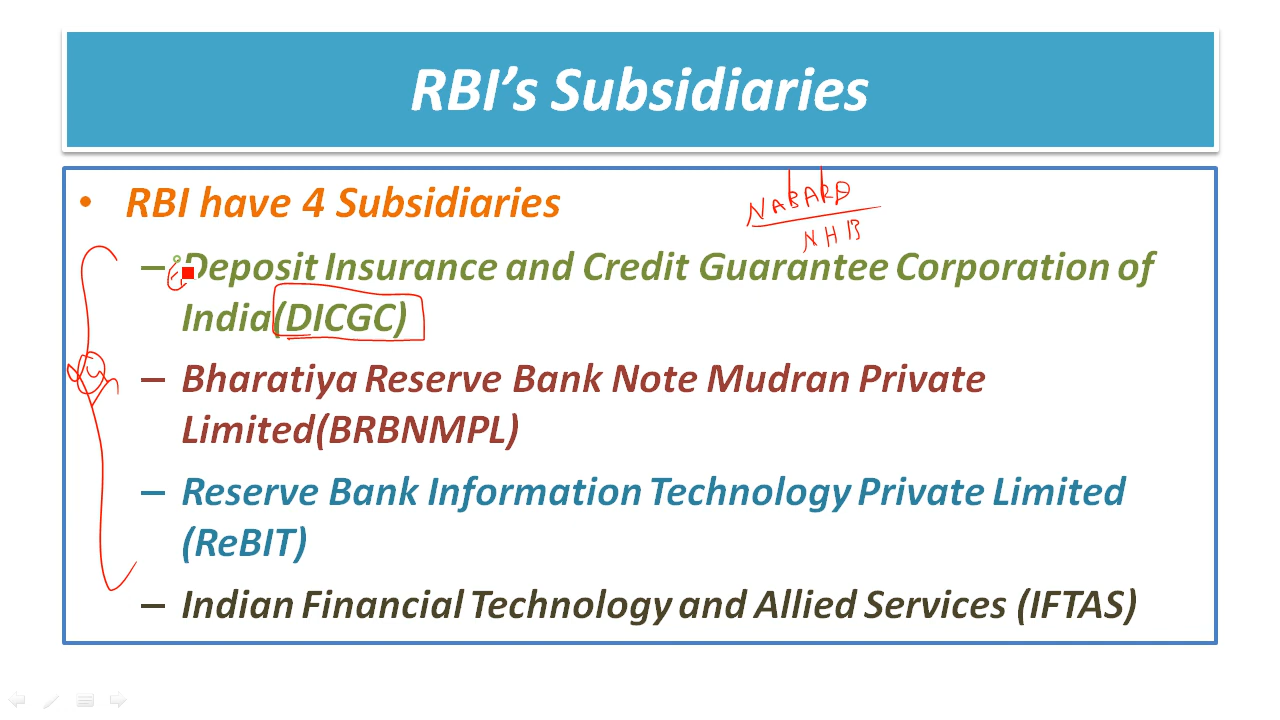 RBI's Subsidiaries
• RBI have 4 Subsidiaries
NABARD
NHB
– Deposit Insurance and Credit Guarantee Corporation of
India(DICGC)
– Bharatiya Reserve Bank Note Mudran Private
Limited(BRBNMPL)
– Reserve Bank Information Technology Private Limited
(ReBIT)
– Indian Financial Technology and Allied Services (IFTAS)